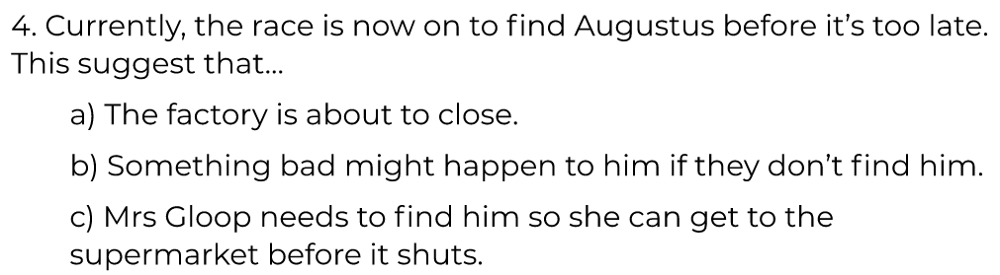 4. Currently, the race is now on to find Augustus before it’s too late.
This suggest that...
a) The factory is about to close.
b) Something bad might happen to him if they don’t find him.
c) Mrs Gloop needs to find him so she can get to the
supermarket before it shuts.